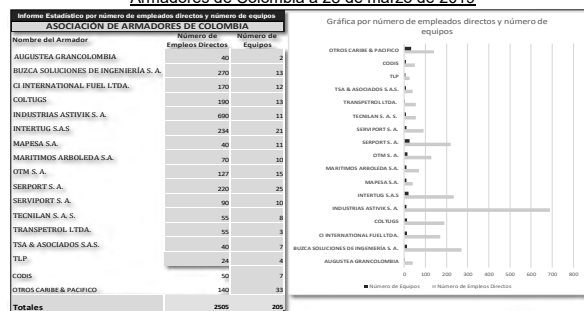 Armadores de Colombia a 28 de marzo de 2019
Informe Estadístico por número de empleados directos y número de equipos
ASOCIACIÓN DE ARMADORES DE COLOMBIA
Nombre del Armador Número de Empleos Directos Número de Equipos
AUGUSTEA GRANCOLOMBIA 40 2
BUZCA SOLUCIONES DE INGENIERÍA S. A. 270 13
CI INTERNATIONAL FUEL LTDA. 170 12
COLTUGS 190 13
INDUSTRIAS ASTIVIK S. A. 690 11
INTERTUG S.A.S 234 21
MAPESA S.A. 40 11
MARITIMOS ARBOLEDA S.A. 70 10
OTM S. A. 127 15
SERPORT S. A. 220 25
SERVIPORT S. A. 90 10
TECNILAN S. A. S. 55 8
TRANSPETROL LTDA. 55 3
TSA & ASOCIADOS S.A.S. 40 7
TLP 24 4
CODIS 50 7
OTROS CARIBE & PACIFICO 140 33
Totales 2505 205
Gráfica por número de empleados directos y número de
equipos
OTROS CARIBE & PACIFICO
CODIS
TLP
TSA & ASOCIADOS S.A.S.
TRANSPETROL LTDA.
TECNILAN S. A. S.
SERVIPORT S. A.
SERPORT S. A.
OTM S. A.
MARITIMOS ARBOLEDA S.A.
MAPESA S.A.
INTERTUG S.A.S
INDUSTRIAS ASTIVIK S. A.
COLTUGS
CI INTERNATIONAL FUEL LTDA.
BUZCA SOLUCIONES DE INGENIERÍA S. A.
AUGUSTEA GRANCOLOMBIA
0 100 200 300 400 500 600 700 800
Número de Equipos Número de Empleos Directos